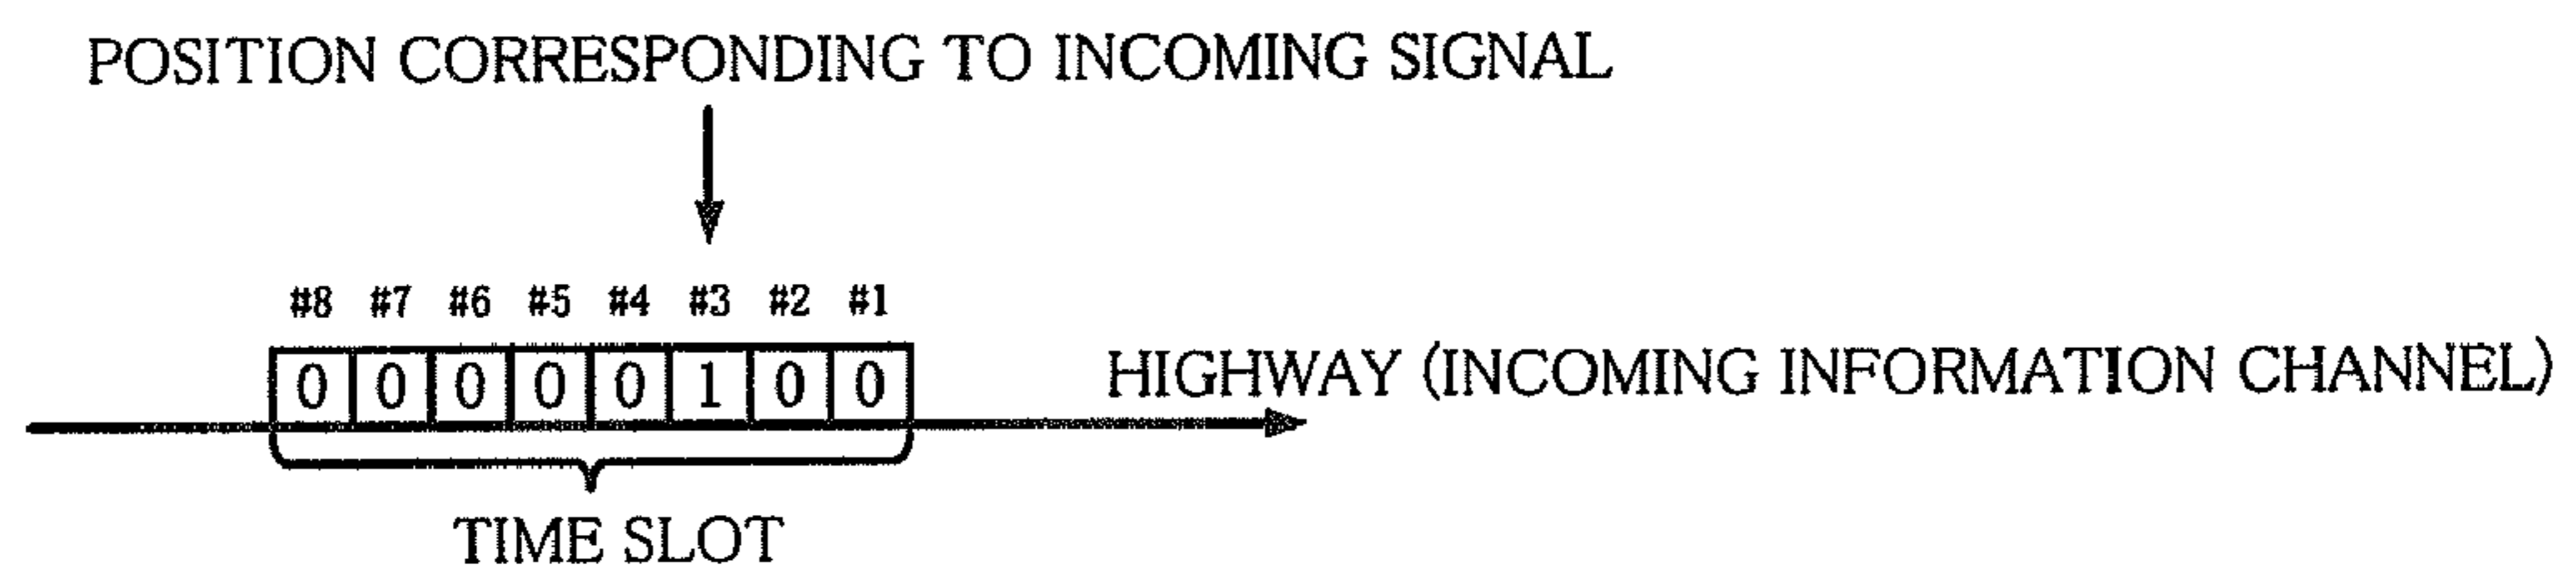 POSITION CORRESPONDING TO INCOMING SIGNAL
#8 #7 #6 #5 #4 #3 #2 #1
0 0 0 0 0 1 0 0
HIGHWAY (INCOMING INFORMATION CHANNEL)
TIME SLOT